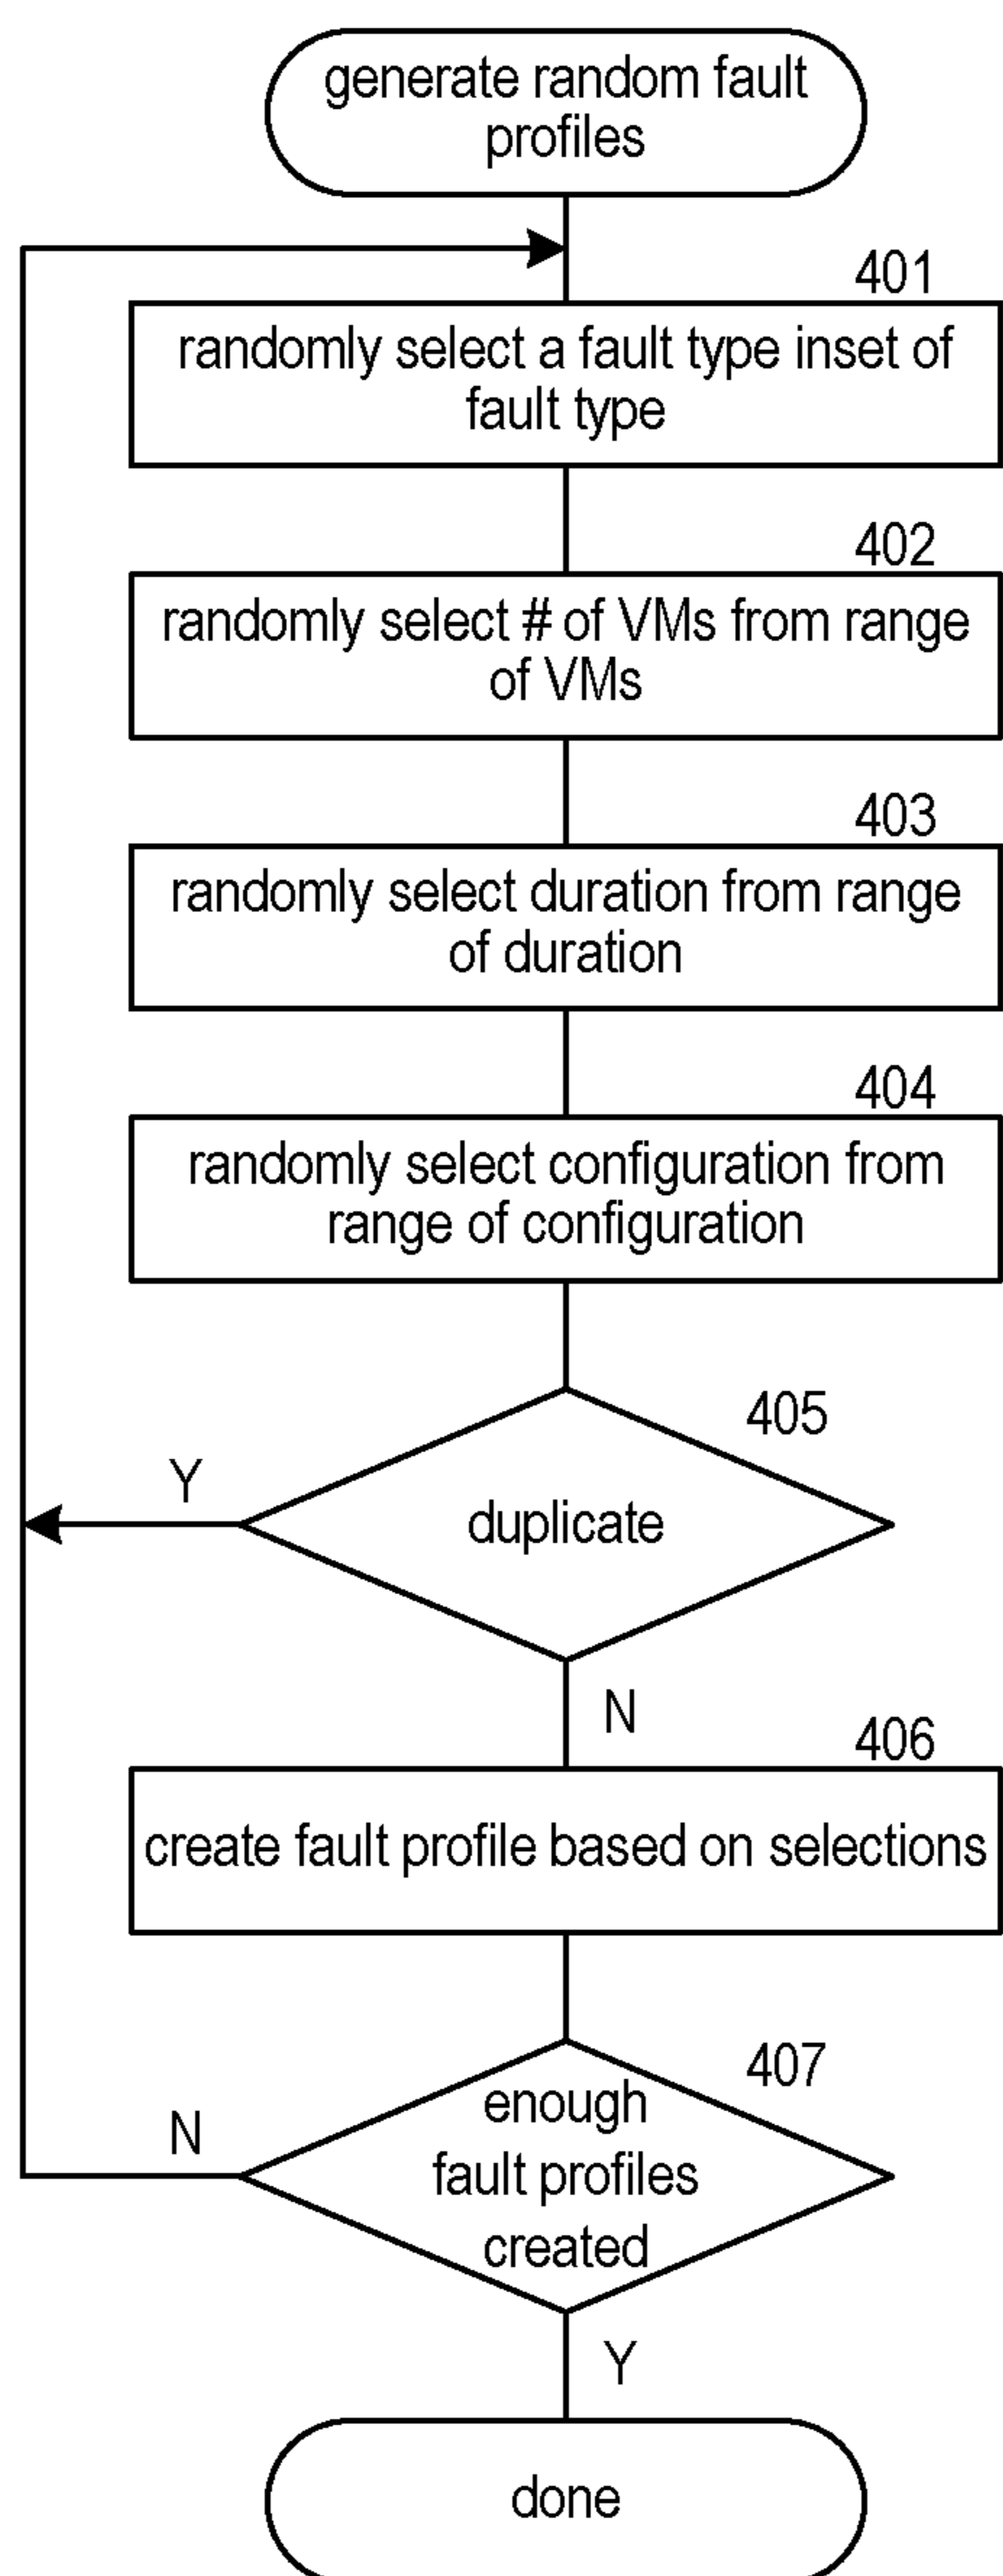 generate random fault
profiles
401
randomly select a fault type inset of
fault type
402
randomly select # of VMs from range
of VMs
403
randomly select duration from range
of duration
404
randomly select configuration from
range of configuration
405
Y
duplicate
N
406
create fault profile based on selections
407
N
enough
fault profiles
created
Y
done